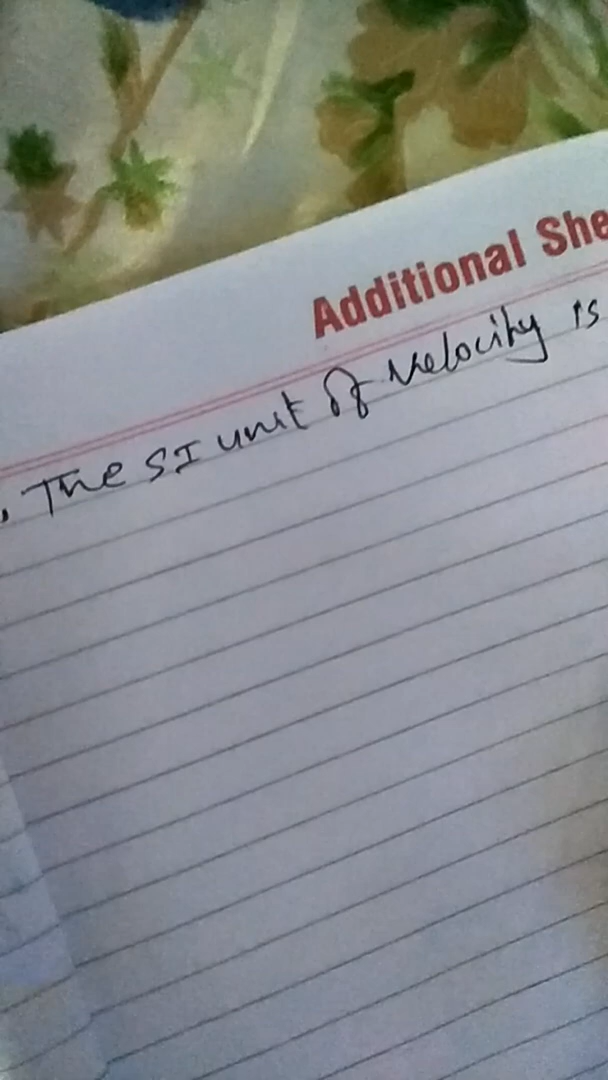 Additional She
. The SI unit of velocity is